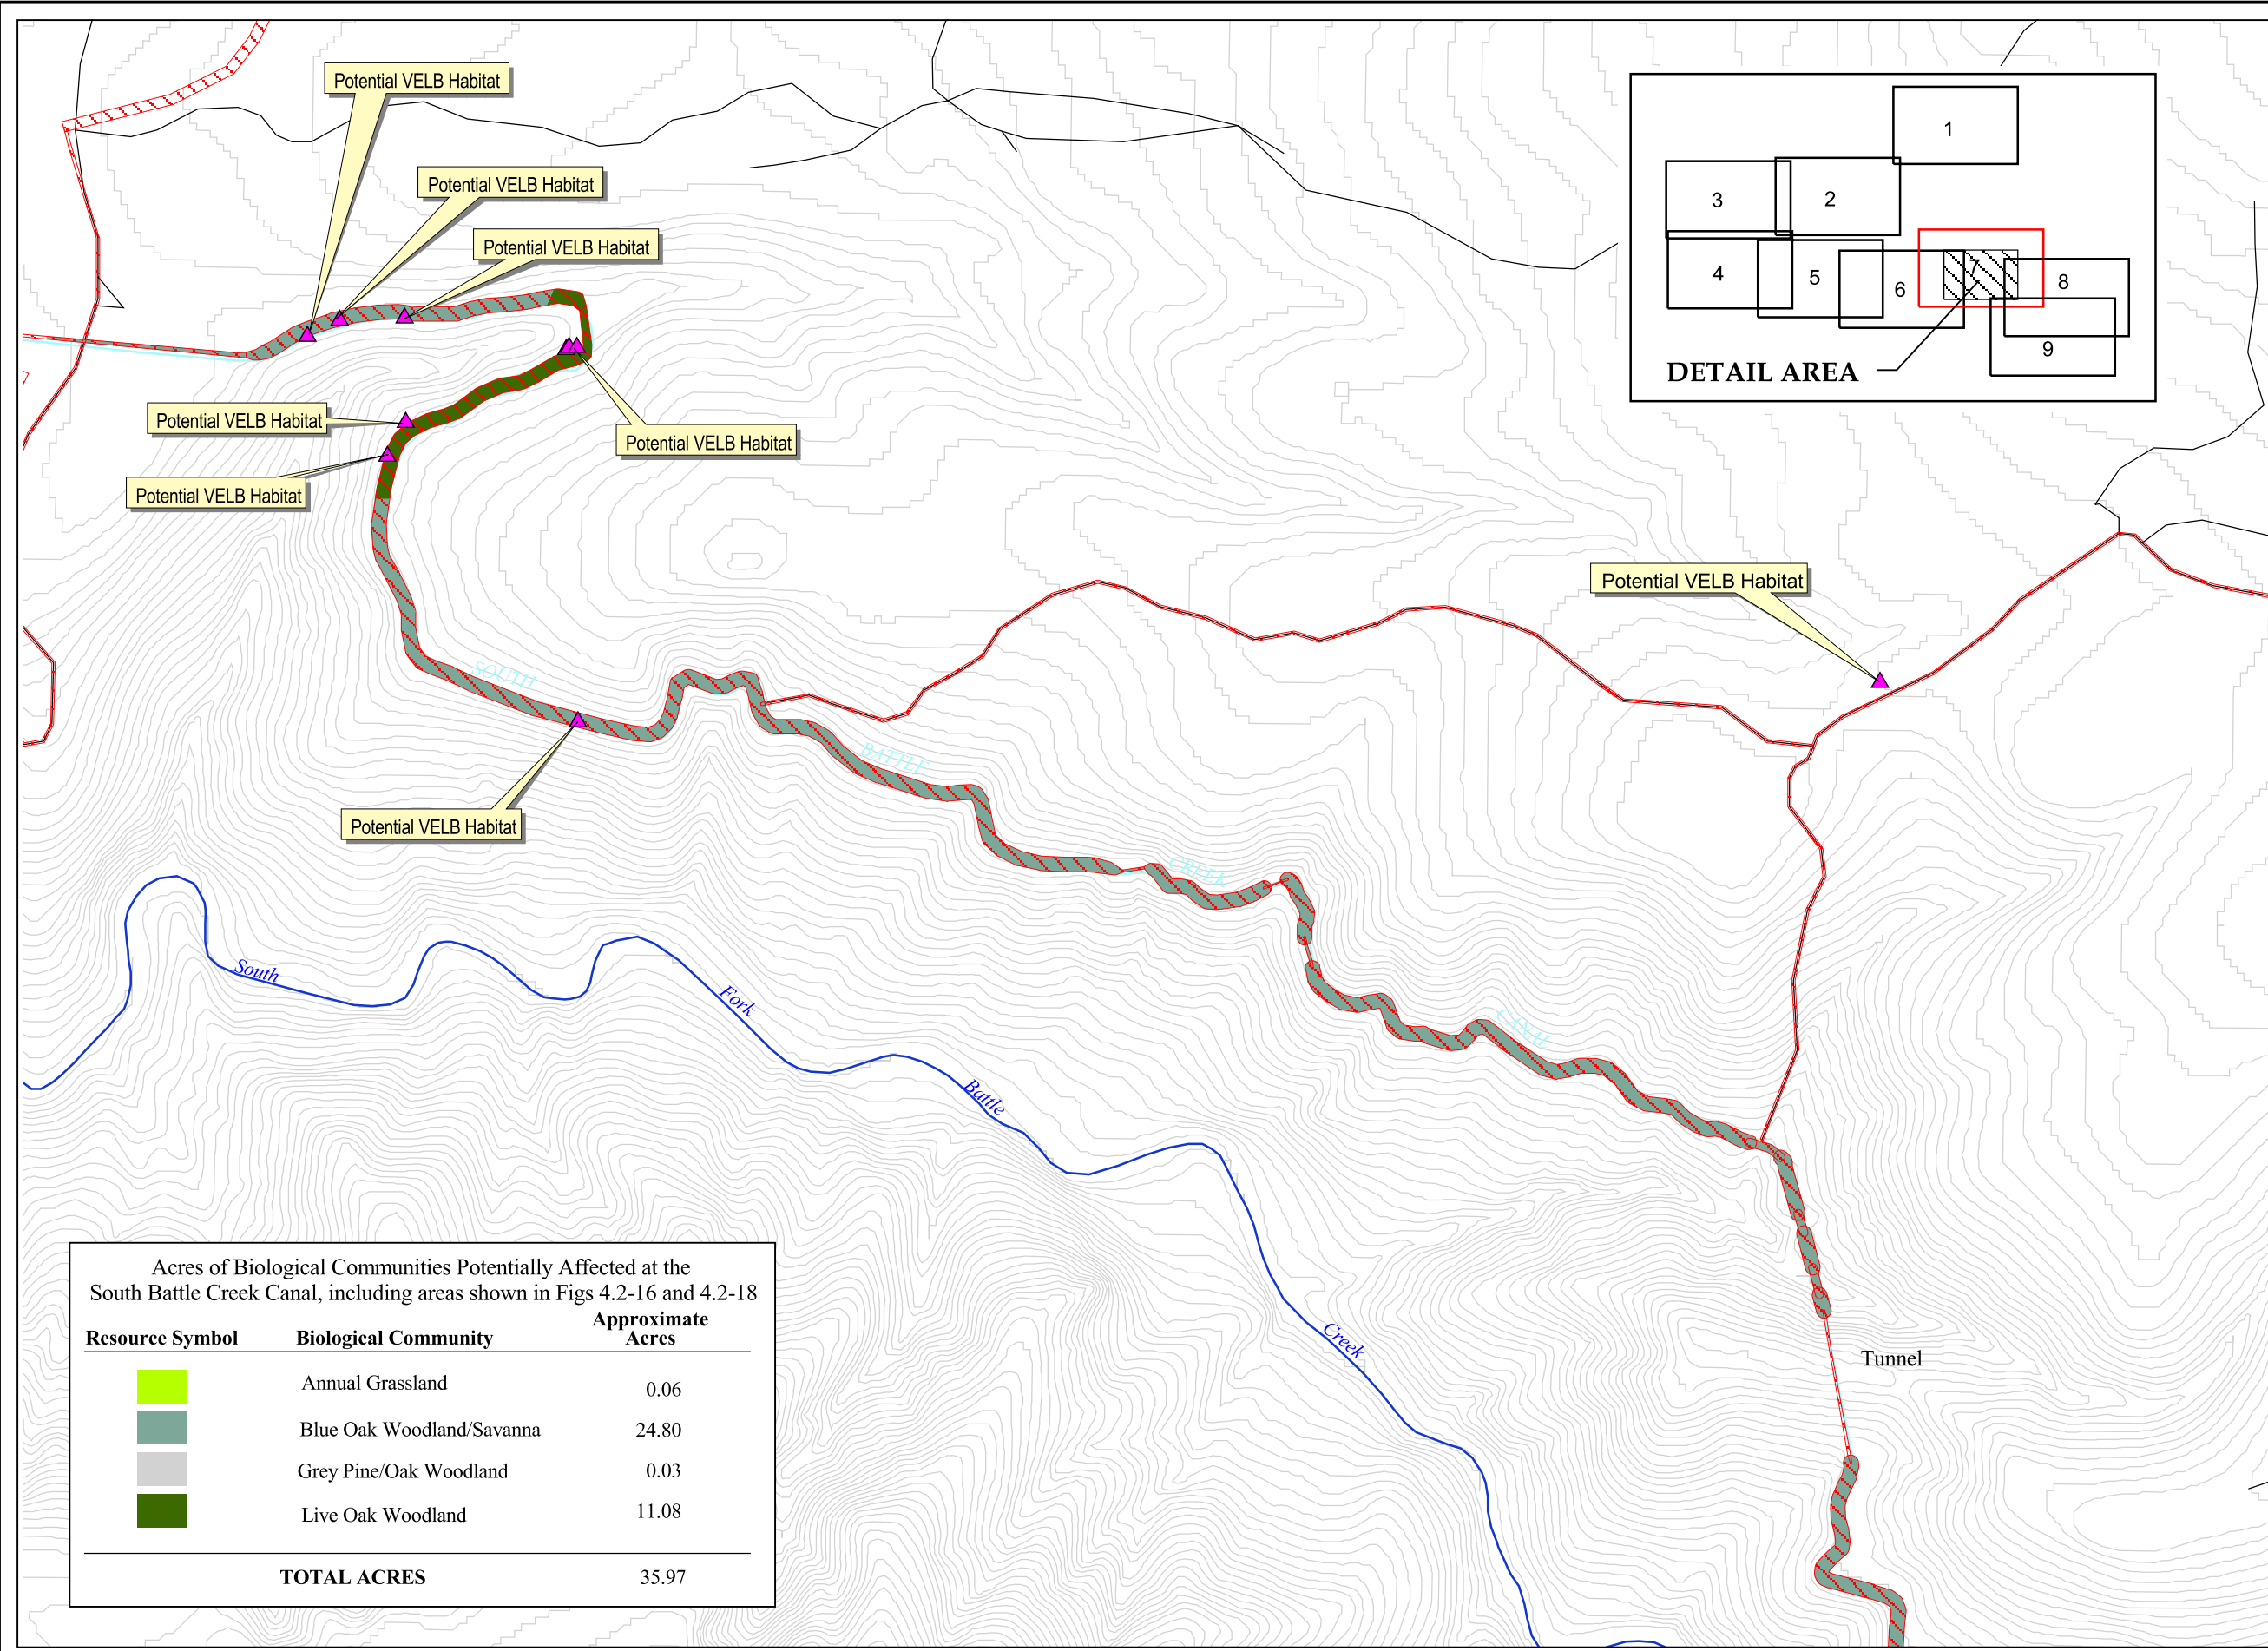 Potential VELB Habitat
Potential VELB Habitat
Potential VELB Habitat
Potential VELB Habitat
Potential VELB Habitat
Potential VELB Habitat
Potential VELB Habitat
Potential VELB Habitat
1
2
3
4
5
6
7
8
9
DETAIL AREA
SOUTH
BATTLE
CREEK
South
Fork
Battle
Creek
Tunnel
Acres of Biological Communities Potentially Affected at the
South Battle Creek Canal, including areas shown in Figs 4.2-16 and 4.2-18
Resource Symbol Biological Community Approximate Acres
Annual Grassland 0.06
Blue Oak Woodland/Savanna 24.80
Grey Pine/Oak Woodland 0.03
Live Oak Woodland 11.08
TOTAL ACRES 35.97